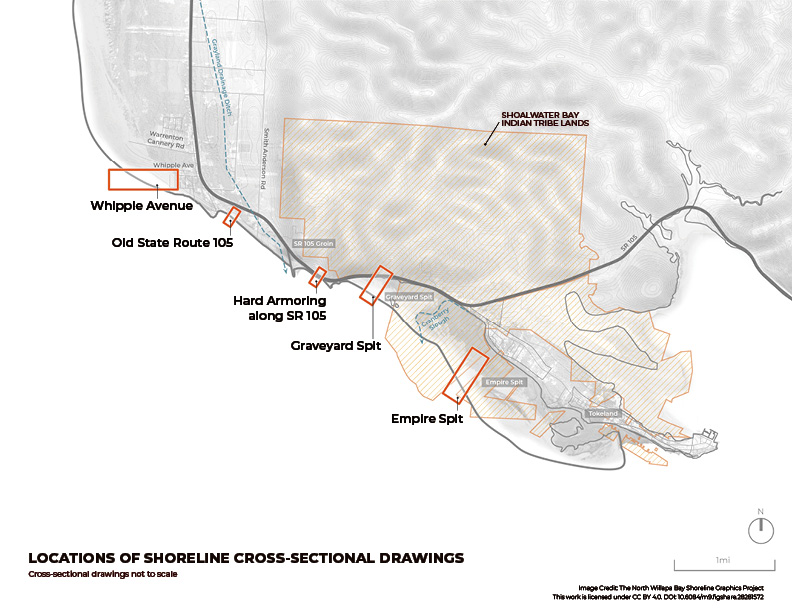 Grayland Drainage Ditch
SHOALWATER BAY
INDIAN TRIBE LANDS
Warrenton
Cannery Rd
Smith Anderson Rd
Whipple Ave
Whipple Avenue
Old State Route 105
SR 105 Groin
SR 105
Hard Armoring
along SR 105
Graveyard Spit
Cranberry
Slough
Graveyard Spit
Empire Spit
Empire Spit
Tokeland
N
LOCATIONS OF SHORELINE CROSS-SECTIONAL DRAWINGS
Cross-sectional drawings not to scale
1mi
Image Credit: The North Willapa Bay Shoreline Graphics Project
This work is licensed under CC BY 4.0. DOI: 10.6084/m9.figshare.28281572